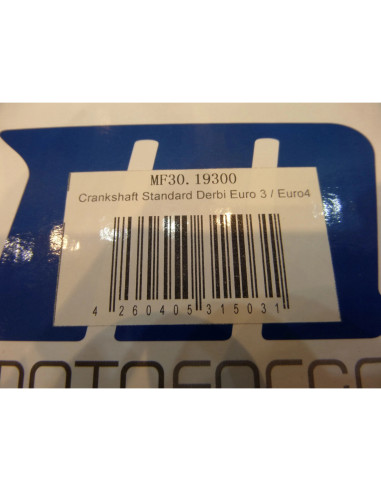 MF30.19300
Crankshaft Standard Derbi Euro 3 / Euro4
4 260405 315031